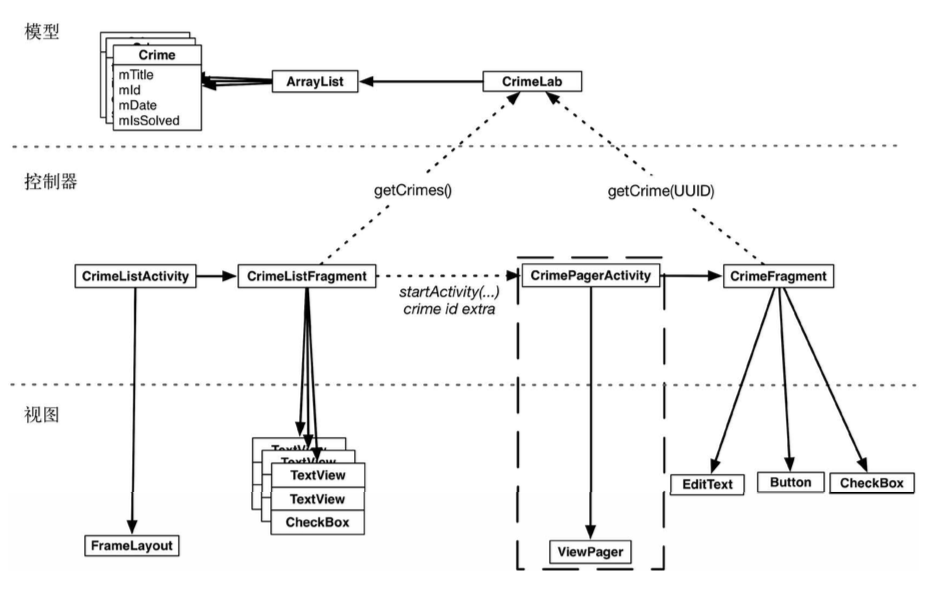 模型
Crime
mTitle
mId
mDate
mIsSolved
ArrayList
CrimeLab
控制器
getCrimes()
getCrime(UUID)
CrimeListActivity
CrimeListFragment
startActivity(...)
crime id extra
CrimePagerActivity
CrimeFragment
视图
TextView
TextView
TextView
TextView
CheckBox
FrameLayout
ViewPager
EditText
Button
CheckBox